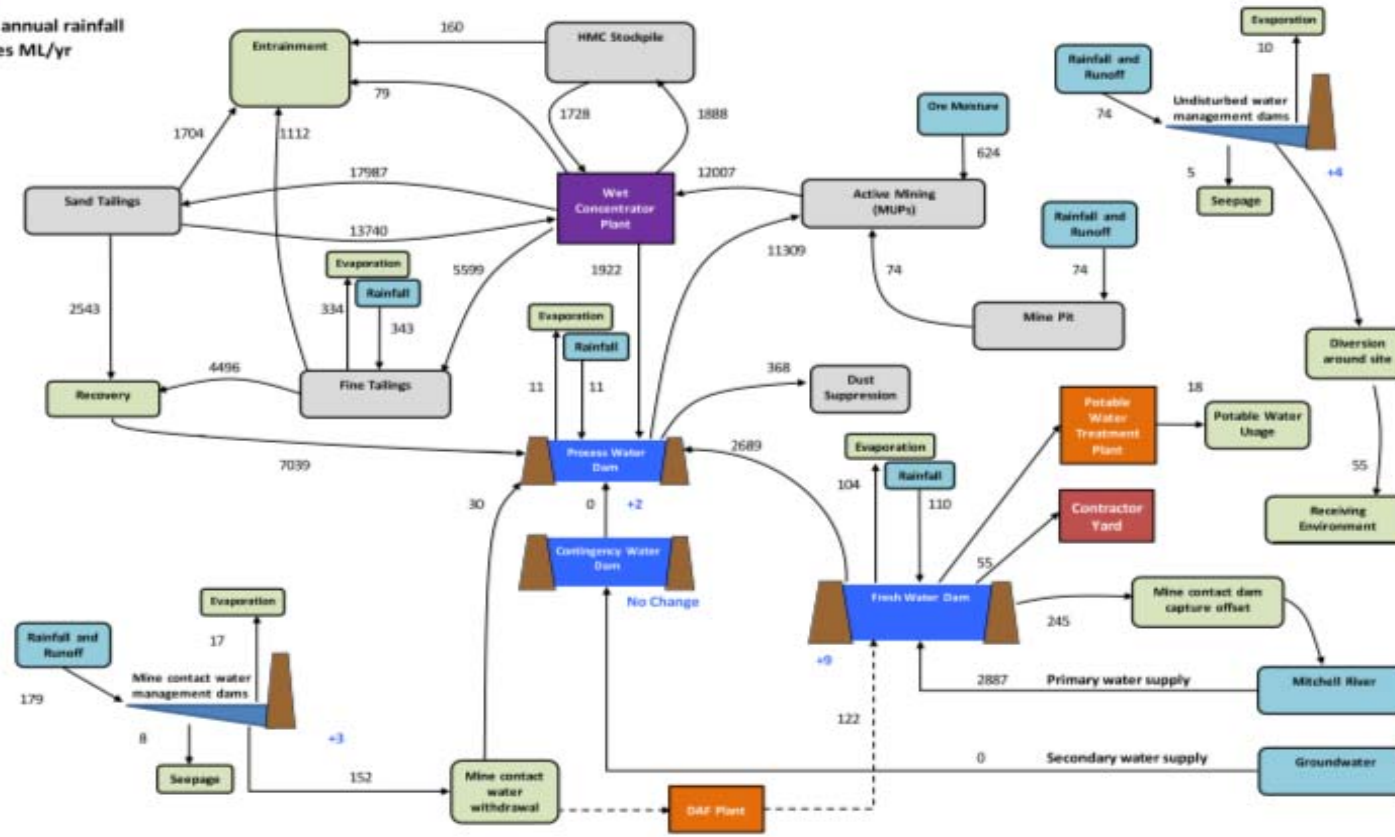 annual rainfall
es ML/yr
Entrainment
160
HMC Stockpile
Evaporation
10
Rainfall and
Runoff
79
1728
1888
Ore Moisture
Undisturbed water
management dams
74
1704
1112
624
17987
12007
+4
5
Sand Tailings
Wet
Concentrator
Plant
Active Mining
(MUPs)
Seepage
Rainfall and
Runoff
13740
11309
Evaporation
5599
1922
74
74
Rainfall
2543
334
343
Evaporation
Mine Pit
Rainfall
Diversion
around site
4496
368
Fine Tailings
11
11
Dust
Suppression
Recovery
18
Potable
Water
Treatment
Plant
Potable Water
Usage
2689
Evaporation
Process Water
Dam
7039
104
Rainfall
55
30
0
+2
110
Contractor
Yard
Receiving
Environment
Contingency Water
Dam
55
No Change
Fresh Water Dam
Mine contact dam
capture offset
Evaporation
245
Rainfall and
Runoff
17
+9
Mine contact water
management dams
2887
Primary water supply
Mitchell River
179
122
8
+3
0
Secondary water supply
Groundwater
Seepage
152
Mine contact
water
withdrawal
DAF Plant